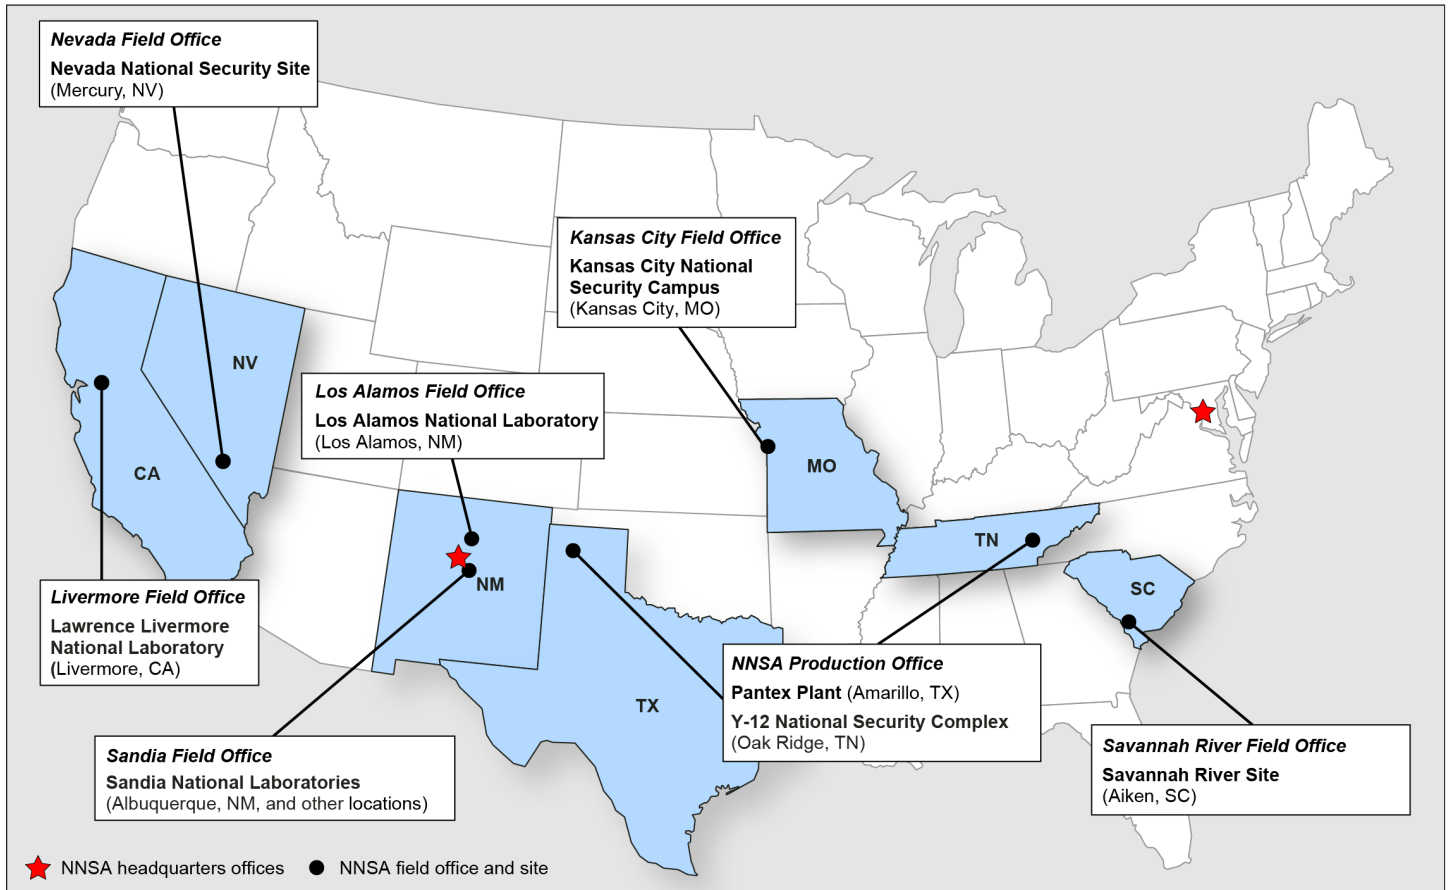 Nevada Field Office
Nevada National Security Site
(Mercury, NV)
Kansas City Field Office
Kansas City National
Security Campus
(Kansas City, MO)
NV
Los Alamos Field Office
Los Alamos National Laboratory
(Los Alamos, NM)
CA
MO
TN
NM
SC
Livermore Field Office
Lawrence Livermore
National Laboratory
(Livermore, CA)
NNSA Production Office
Pantex Plant (Amarillo, TX)
Y-12 National Security Complex
(Oak Ridge, TN)
TX
Sandia Field Office
Sandia National Laboratories
(Albuquerque, NM, and other locations)
Savannah River Field Office
Savannah River Site
(Aiken, SC)
NNSA headquarters offices
NNSA field office and site